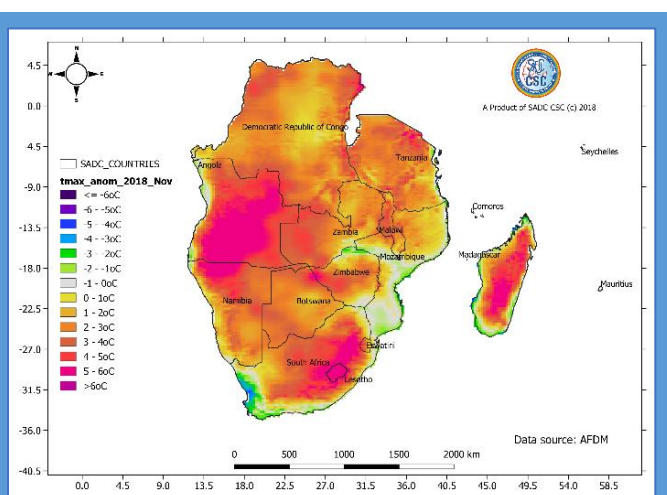 N
W E
S
SADC CSC
A Product of SADC CSC (c) 2018
4.5
0.0
-4.5
-9.0
-13.5
-18.0
-22.5
-27.0
-31.5
-36.0
-40.5
Democratic Republic of Congo
Tanzania
Seychelles
Angola
Comoros
Zambia
Malawi
Mozambique
Madagascar
Zimbabwe
Mauritius
Namibia
Botswana
Eswatini
South Africa
Lesotho
SADC_COUNTRIES
tmax_anom_2018_Nov
<= -6oC
-6 - -5oC
-5 - -4oC
-4 - -3oC
-3 - -2oC
-2 - -1oC
-1 - 0oC
0 - 1oC
1 - 2oC
2 - 3oC
3 - 4oC
4 - 5oC
5 - 6oC
>6oC
Data source: AFDM
0 500 1000 1500 2000 km
0.0 4.5 9.0 13.5 18.0 22.5 27.0 31.5 36.0 40.5 45.0 49.5 54.0 58.5